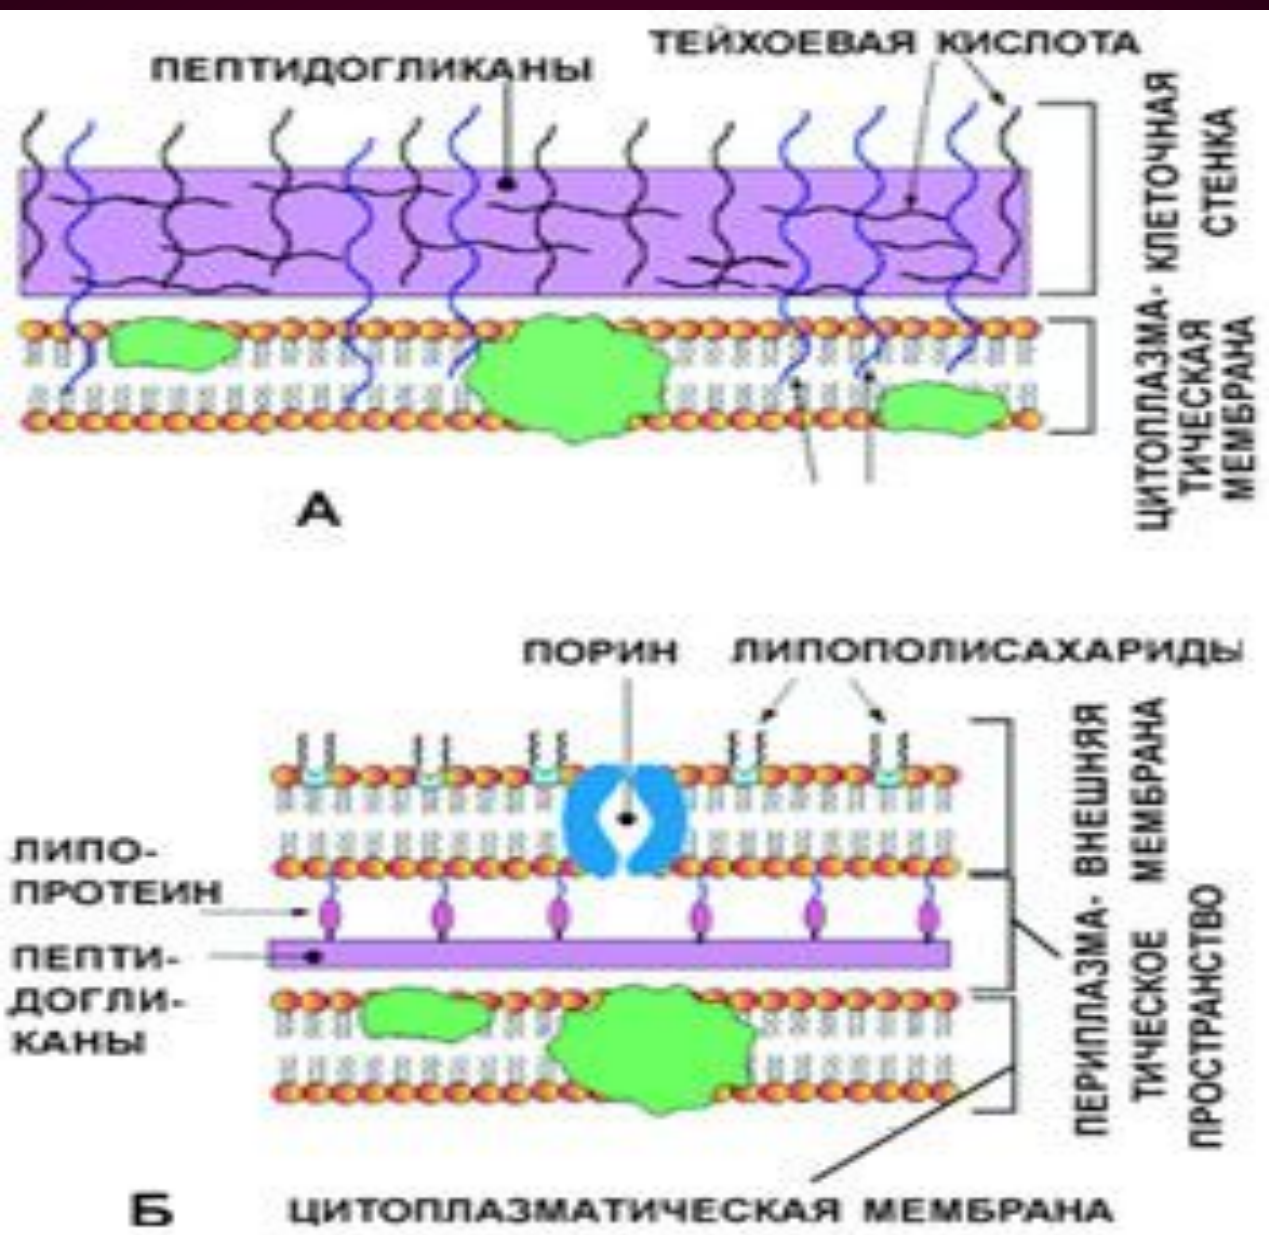 ТЕЙХОЕВАЯ КИСЛОТА
ПЕПТИДОГЛИКАНЫ
КЛЕТОЧНАЯ
СТЕНКА
ЦИТОПЛАЗМА-
ТИЧЕСКАЯ
МЕМБРАНА
А
ПОРИН
ЛИПОПОЛИСАХАРИДЫ
ВНЕШНЯЯ
МЕМБРАНА
ЛИПО-
ПРОТЕИН
ПЕПТИ-
ДОГЛИ-
КАНЫ
ПЕРИПЛАЗМА-
ТИЧЕСКОЕ
ПРОСТРАНСТВО
Б
ЦИТОПЛАЗМАТИЧЕСКАЯ МЕМБРАНА